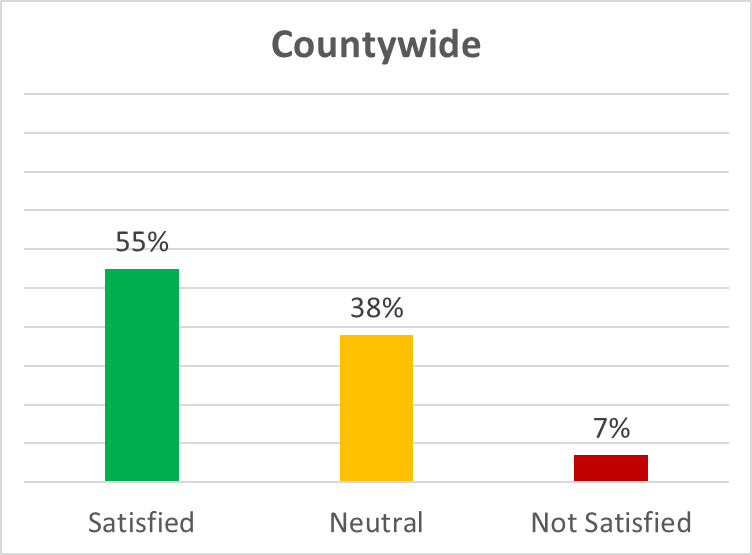 Countywide
55%
38%
7%
Satisfied
Neutral
Not Satisfied